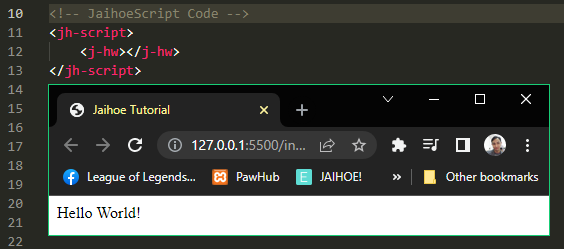 10 <!-- JaihoeScript Code -->
11 <jh-script>
12 <j-hw></j-hw>
13 </jh-script>
14
15
16
17
18
19
20
21
22
Jaihoe Tutorial
127.0.0.1:5500/in...
League of Legends... PawHub JAIHOE! » Other bookmarks
Hello World!